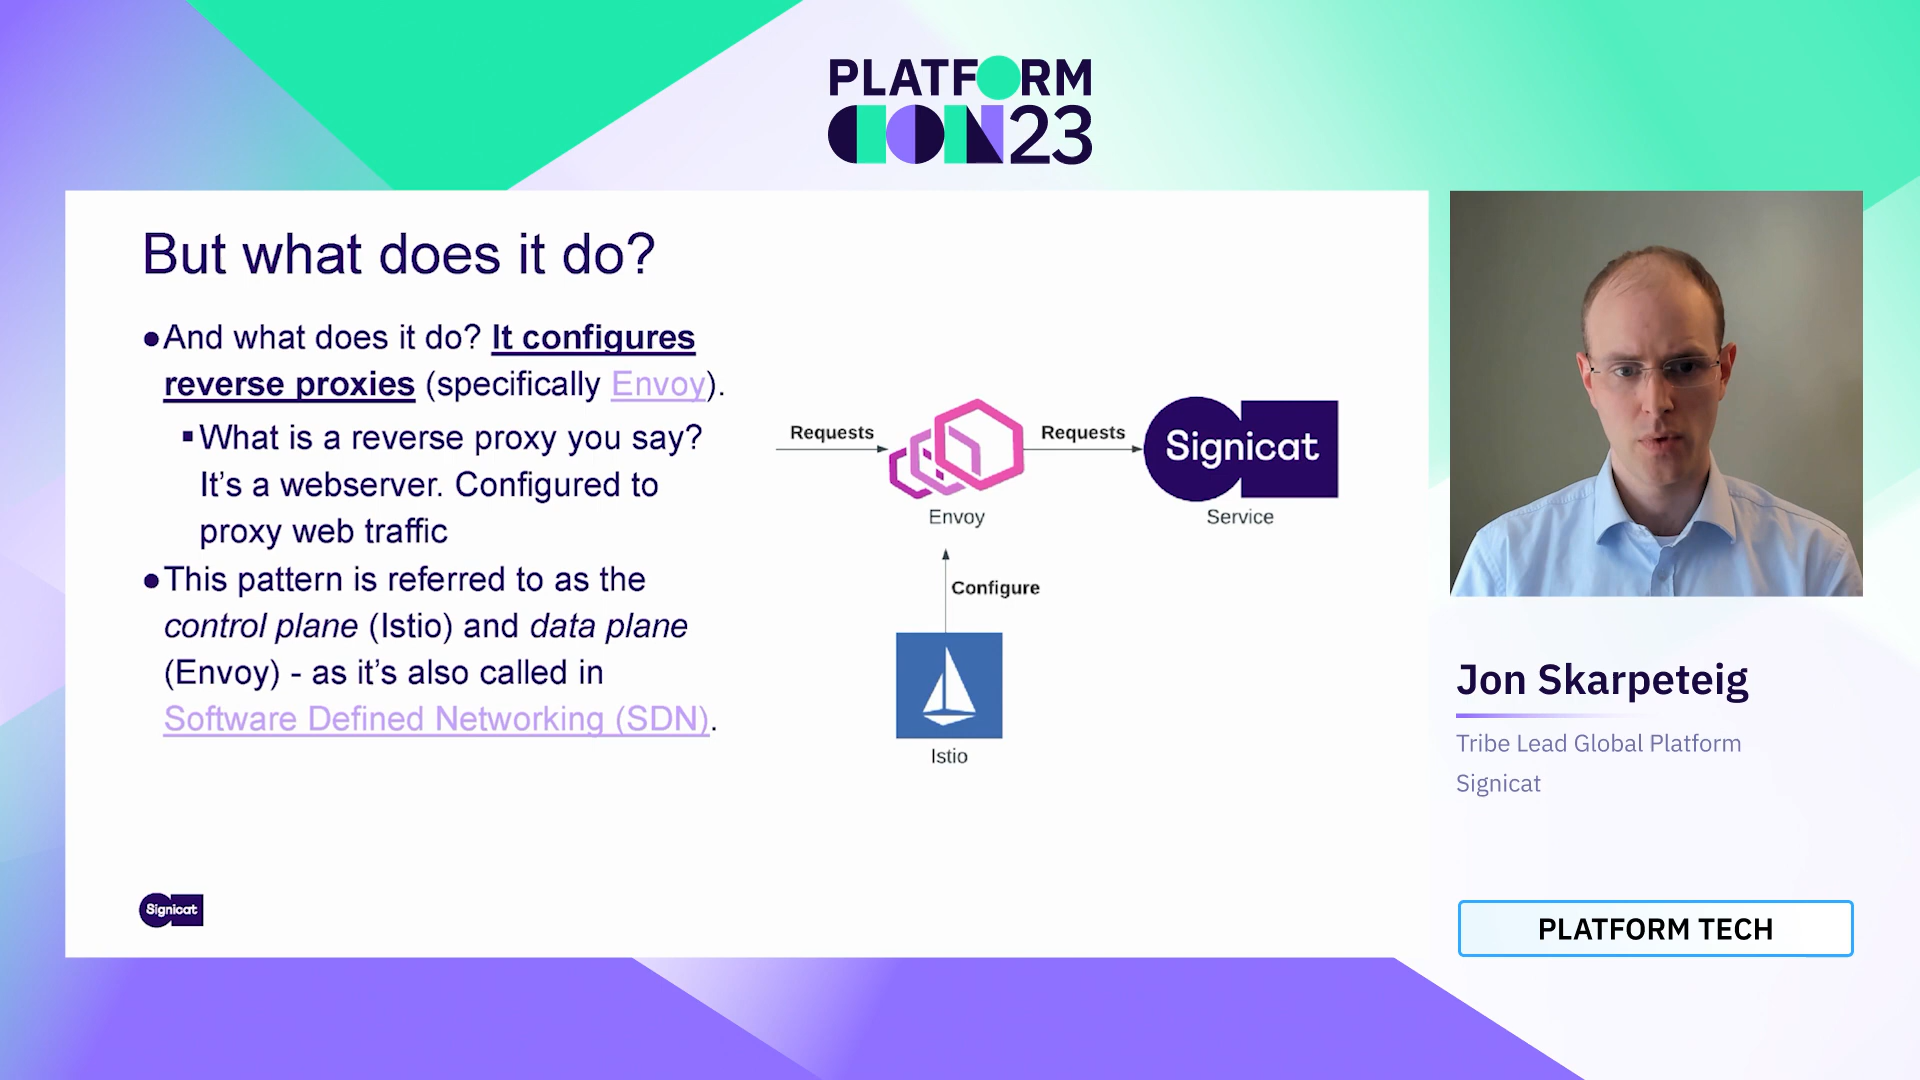 PLATFORM
CON23
But what does it do?
●And what does it do? It configures
reverse proxies (specifically Envoy).
▪What is a reverse proxy you say?
It’s a webserver. Configured to
proxy web traffic
●This pattern is referred to as the
control plane (Istio) and data plane
(Envoy) - as it’s also called in
Software Defined Networking (SDN).
Requests
Requests
Signicat
Envoy
Service
Configure
Istio
Signicat
Jon Skarpeteig
Tribe Lead Global Platform
Signicat
PLATFORM TECH